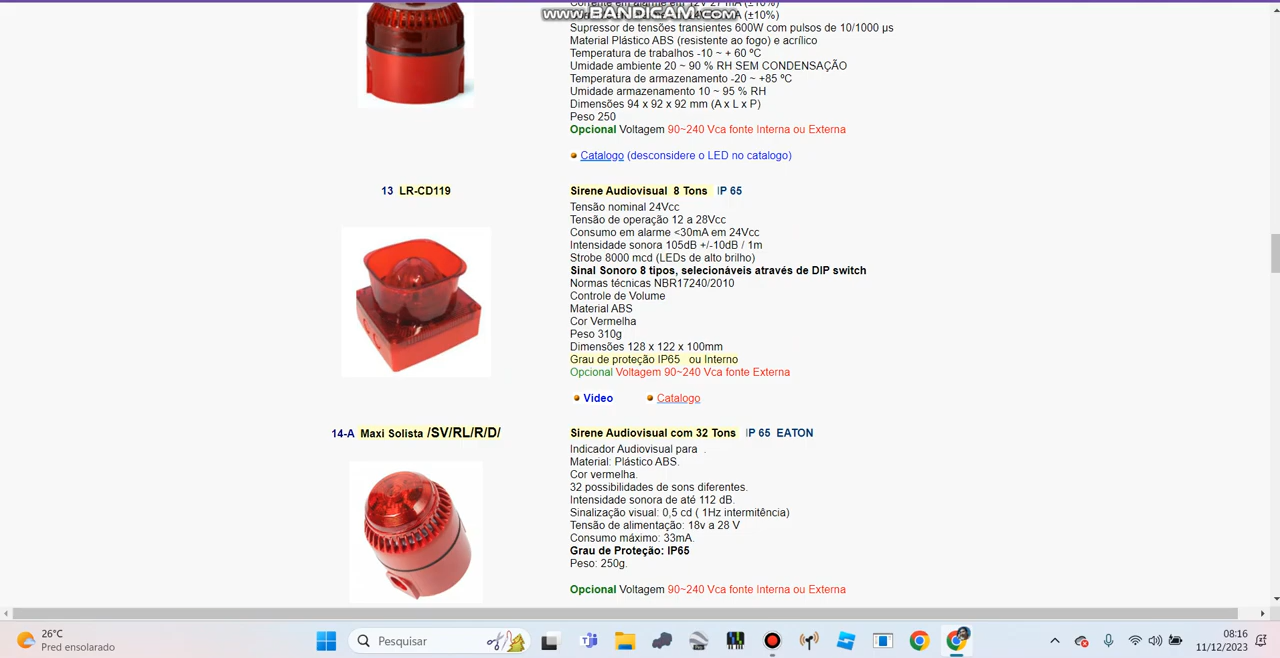 www.BANDICAM.com
(±10%)
Supressor de tensões transientes 600W com pulsos de 10/1000 µs
Material Plástico ABS (resistente ao fogo) e acrílico
Temperatura de trabalhos -10 ~ + 60 ºC
Umidade ambiente 20 ~ 90 % RH SEM CONDENSAÇÃO
Temperatura de armazenamento -20 ~ +85 ºC
Umidade armazenamento 10 ~ 95 % RH
Dimensões 94 x 92 x 92 mm (A x L x P)
Peso 250
Opcional Voltagem 90~240 Vca fonte Interna ou Externa
Catalogo (desconsidere o LED no catalogo)
13 LR-CD119
Sirene Audiovisual 8 Tons IP 65
Tensão nominal 24Vcc
Tensão de operação 12 a 28Vcc
Consumo em alarme <30mA em 24Vcc
Intensidade sonora 105dB +/-10dB / 1m
Strobe 8000 mcd (LEDs de alto brilho)
Sinal Sonoro 8 tipos, selecionáveis através de DIP switch
Normas técnicas NBR17240/2010
Controle de Volume
Material ABS
Cor Vermelha
Peso 310g
Dimensões 128 x 122 x 100mm
Grau de proteção IP65 ou Interno
Opcional Voltagem 90~240 Vca fonte Externa
Video Catalogo
14-A Maxi Solista /SV/RL/R/D/
Sirene Audiovisual com 32 Tons IP 65 EATON
Indicador Audiovisual para .
Material: Plástico ABS.
Cor vermelha.
32 possibilidades de sons diferentes.
Intensidade sonora de até 112 dB.
Sinalização visual: 0,5 cd ( 1Hz intermitência)
Tensão de alimentação: 18v a 28 V
Consumo máximo: 33mA.
Grau de Proteção: IP65
Peso: 250g.
Opcional Voltagem 90~240 Vca fonte Interna ou Externa
26°C
Pred ensolarado
Pesquisar
08:16
11/12/2023